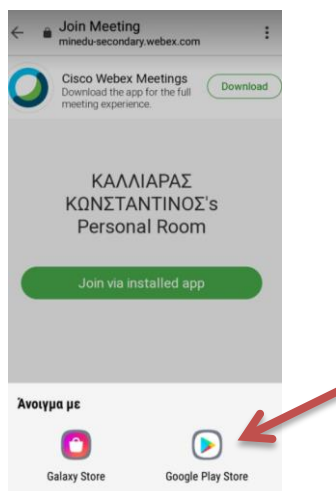 Join Meeting
minedu-secondary.webex.com
Cisco Webex Meetings
Download the app for the full
meeting experience.
Download
ΚΑΛΛΙΑΡΑΣ
ΚΩΝΣΤΑΝΤΙΝΟΣ's
Personal Room
Join via installed app
Άνοιγμα με
Galaxy Store
Google Play Store